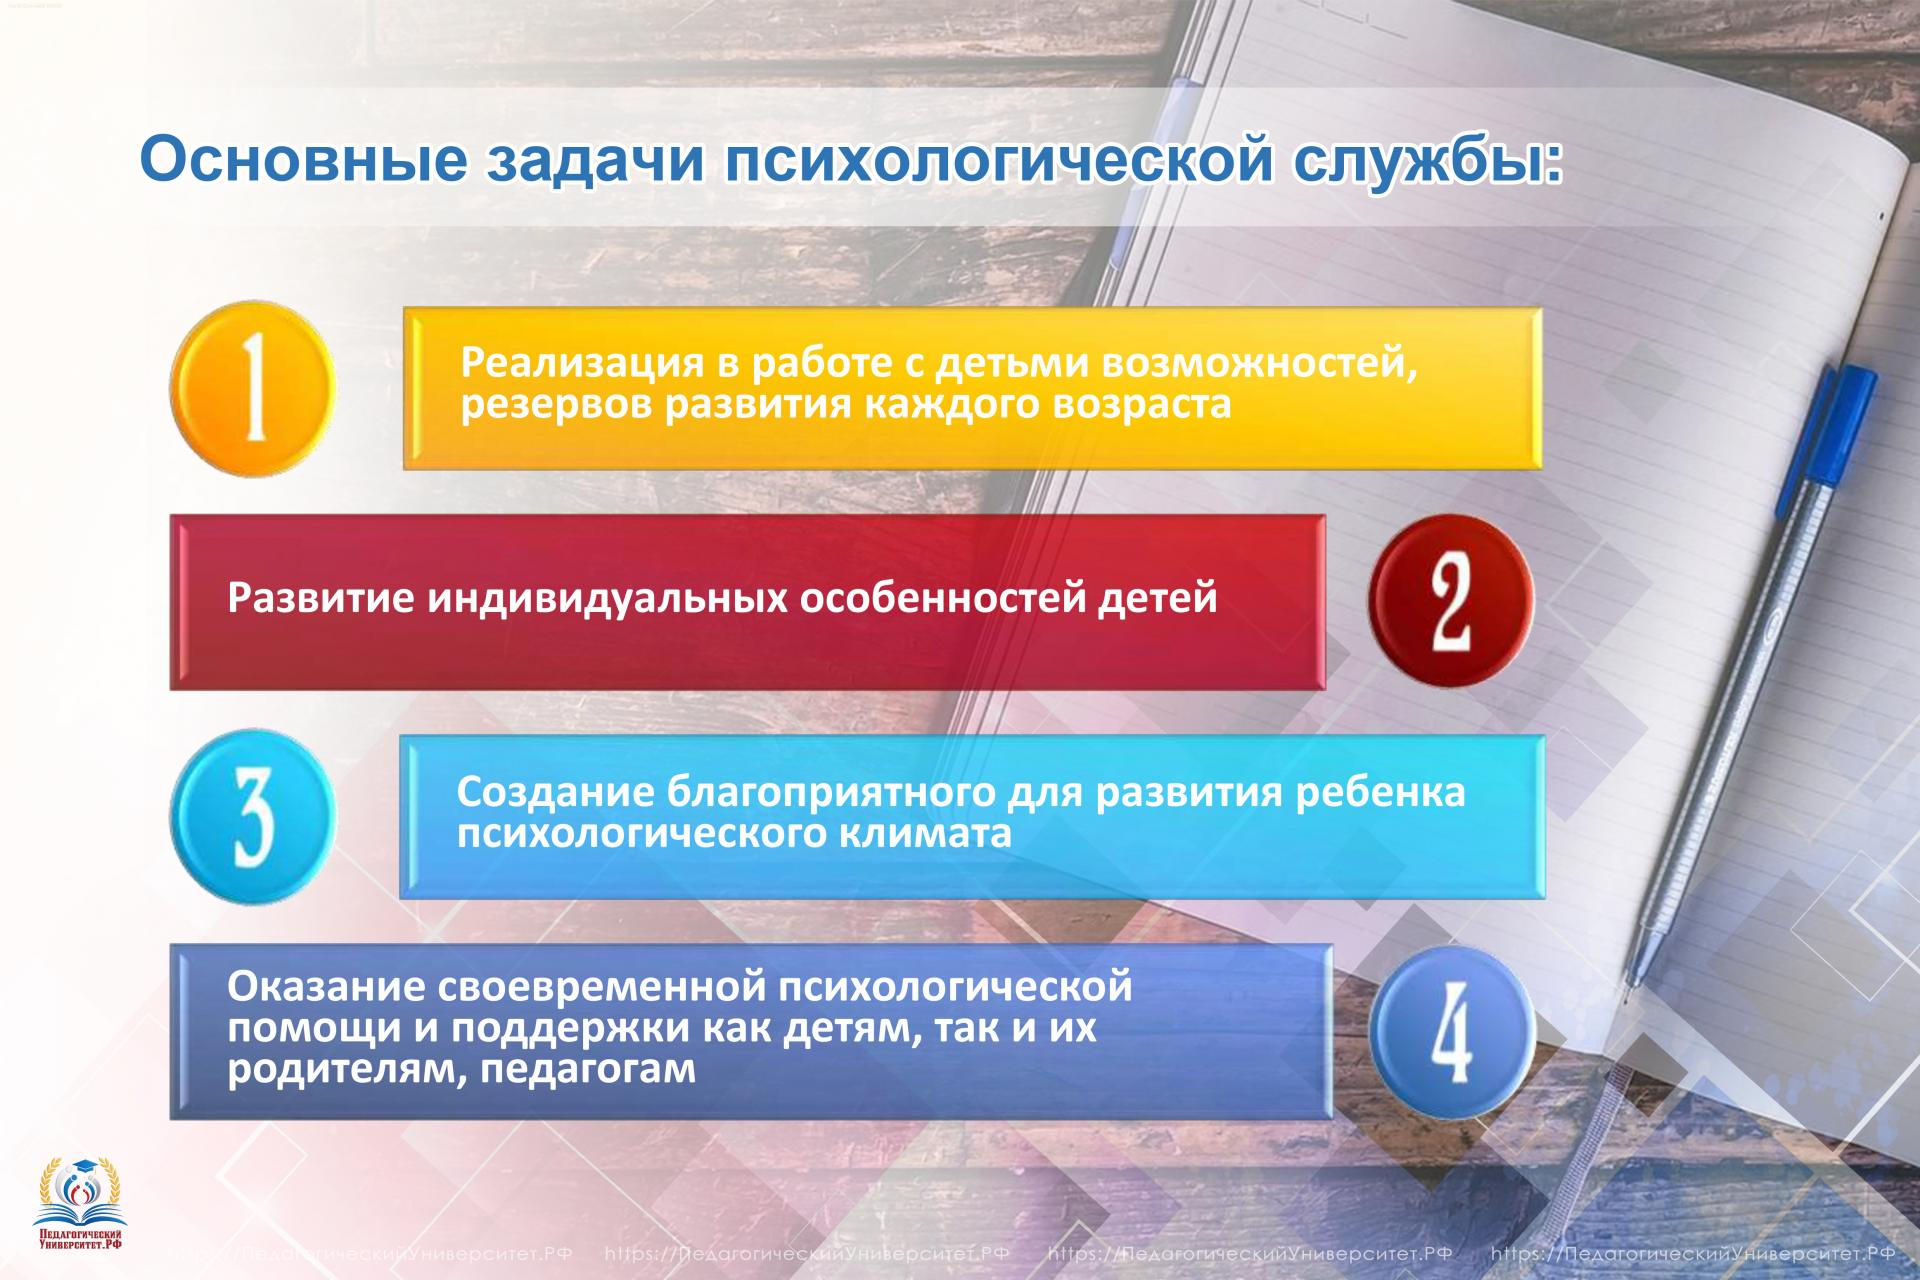 Основные задачи психологической службы:
1
Реализация в работе с детьми возможностей,
резервов развития каждого возраста
Развитие индивидуальных особенностей детей
2
3
Создание благоприятного для развития ребенка
психологического климата
Оказание своевременной психологической
помощи и поддержки как детям, так и их
родителям, педагогам
4
Педагогический
Университет.РФ
https://ПедагогическийУниверситет.РФ https://ПедагогическийУниверситет.РФ https://ПедагогическийУниверситет.РФ https://ПедагогическийУниверситет.РФ